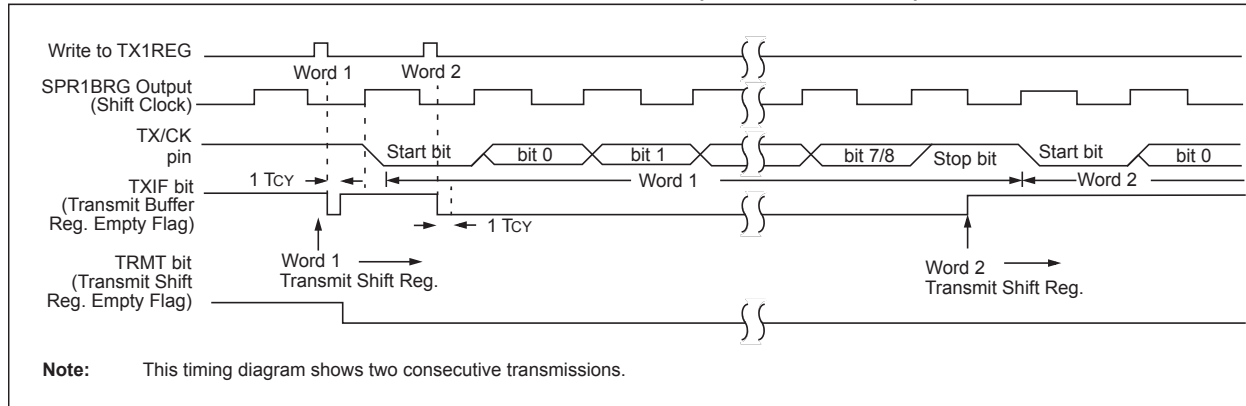 Write to TX1REG
Word 1
Word 2
SPR1BRG Output
(Shift Clock)
TX/CK
pin
Start bit
bit 0
bit 1
bit 7/8
Stop bit
Start bit
bit 0
1 TCY
Word 1
Word 2
TXIF bit
(Transmit Buffer
Reg. Empty Flag)
1 TCY
Word 1
Transmit Shift Reg.
Word 2
Transmit Shift Reg.
TRMT bit
(Transmit Shift
Reg. Empty Flag)
Note: This timing diagram shows two consecutive transmissions.